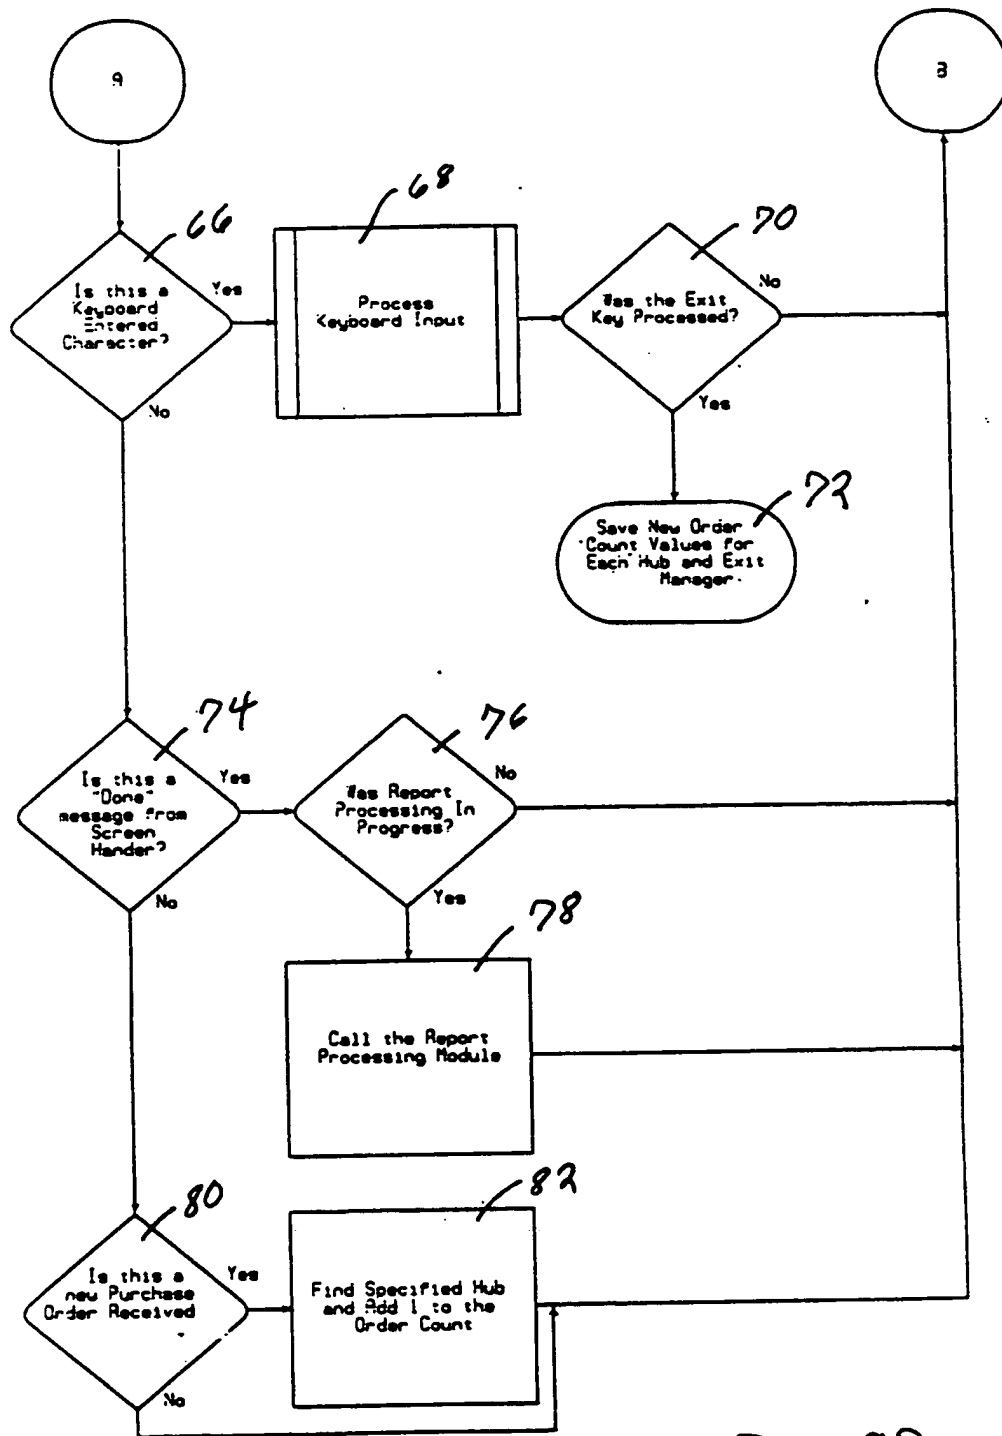 A
B
66
Is this a
Keyboard
Entered
Character?
Yes
No
68
Process
Keyboard Input
70
Was the Exit
Key Processed?
No
Yes
72
Save New Order
Count Values for
Each Hub and Exit
Manager
74
Is this a
"Done"
message from
Screen
Hander?
Yes
No
76
Was Report
Processing In
Progress?
No
Yes
78
Call the Report
Processing Module
80
Is this a
new Purchase
Order Received
Yes
No
82
Find Specified Hub
and Add 1 to the
Order Count